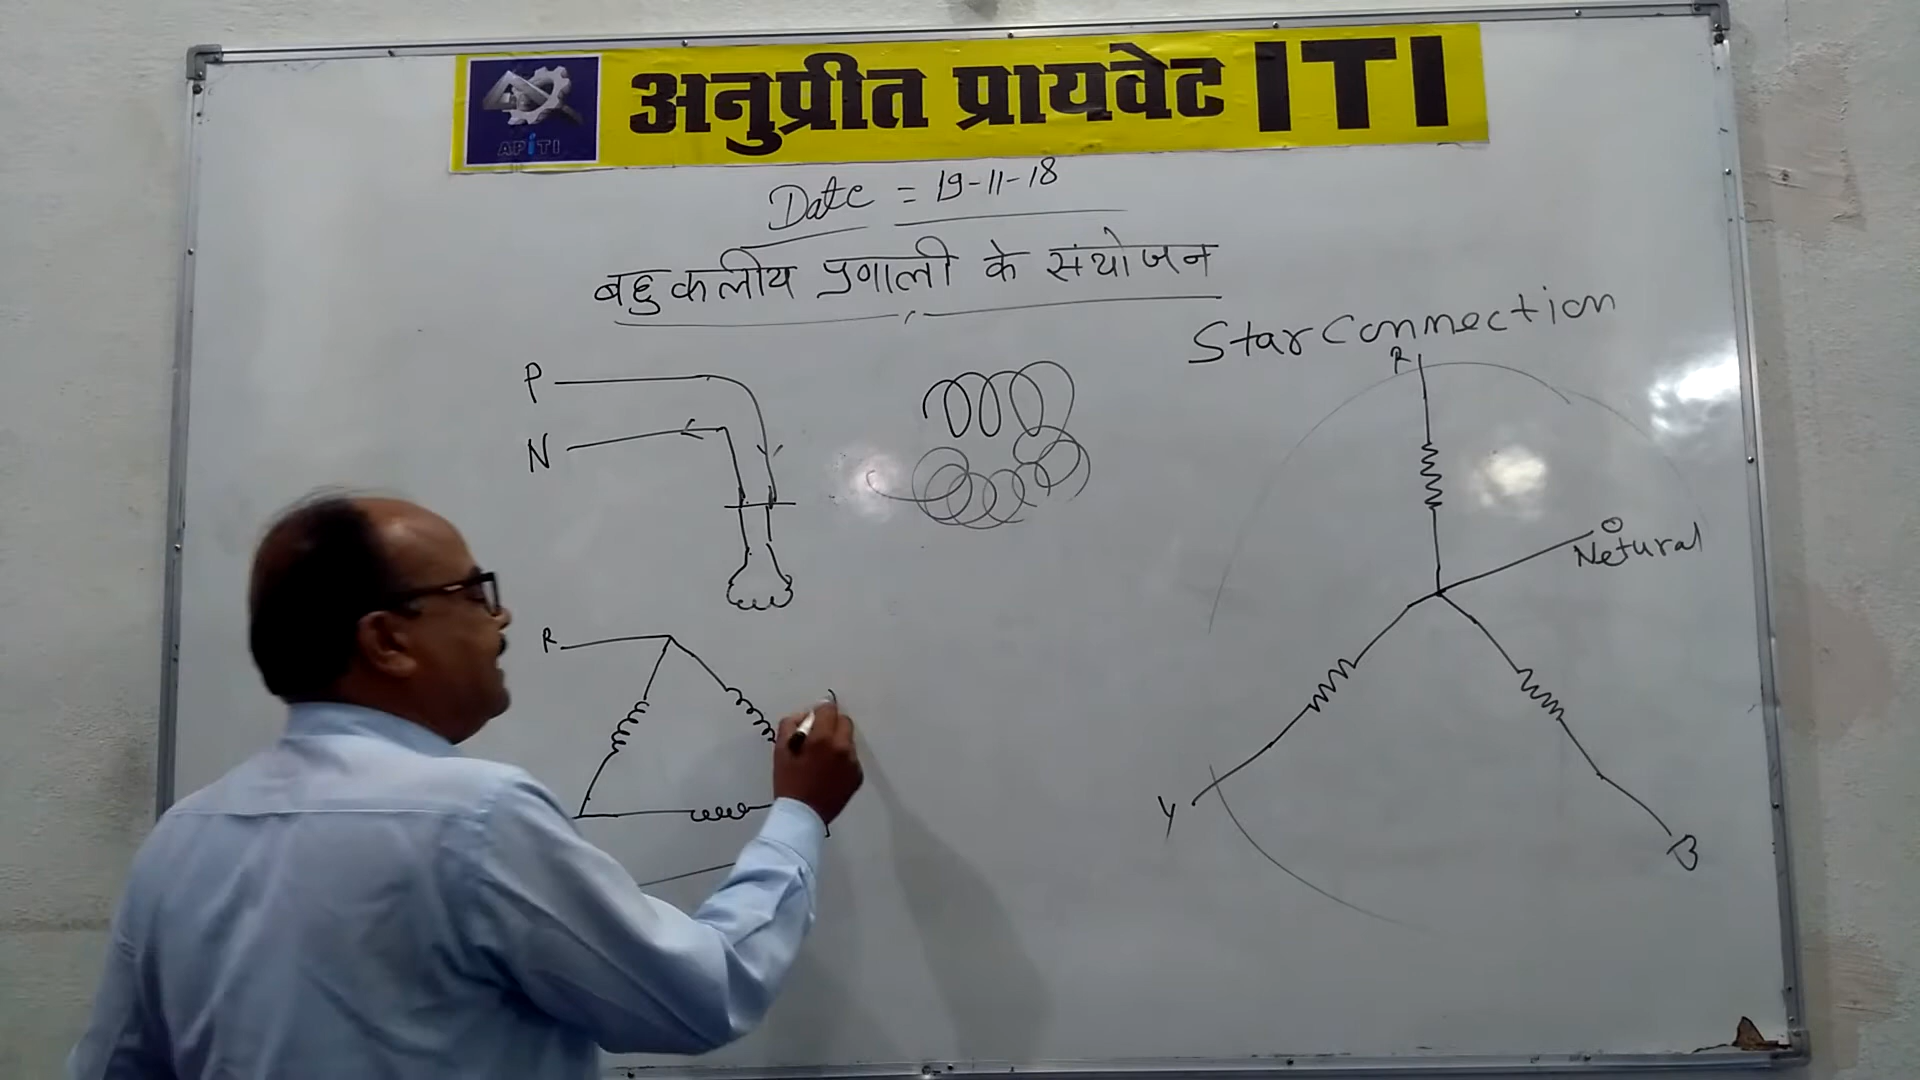 अनुप्रीत प्रायवेट ITI
APiTI
Date = 19-11-18
बहुकलीय प्रणाली के संयोजन
Star Connection
P
N
R
Netural
R
Y
B